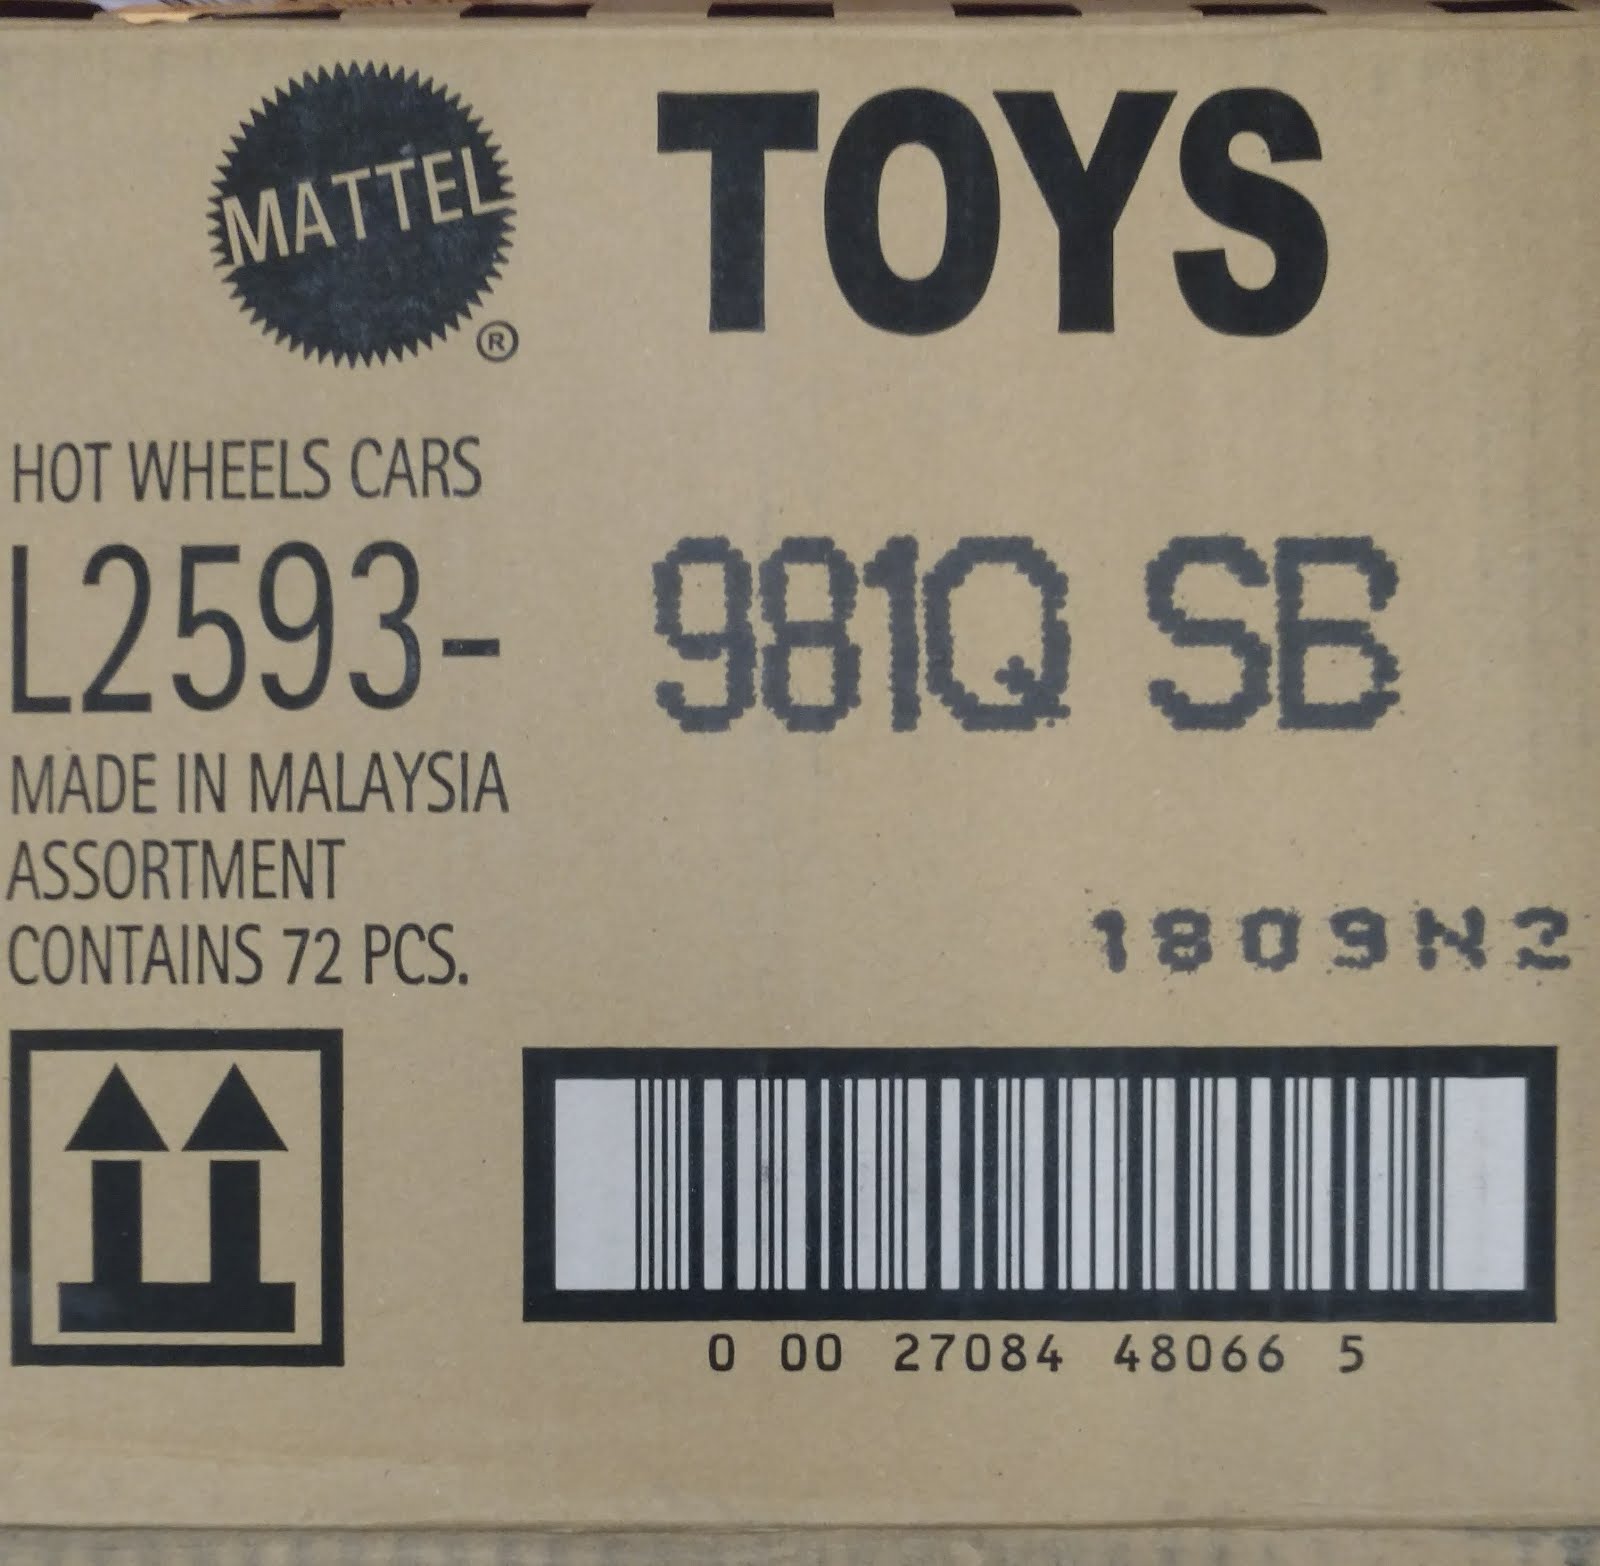 MATTEL ® TOYS
HOT WHEELS CARS
L2593- 981Q SB
MADE IN MALAYSIA
ASSORTMENT
CONTAINS 72 PCS.
1809N2
0 00 27084 48066 5